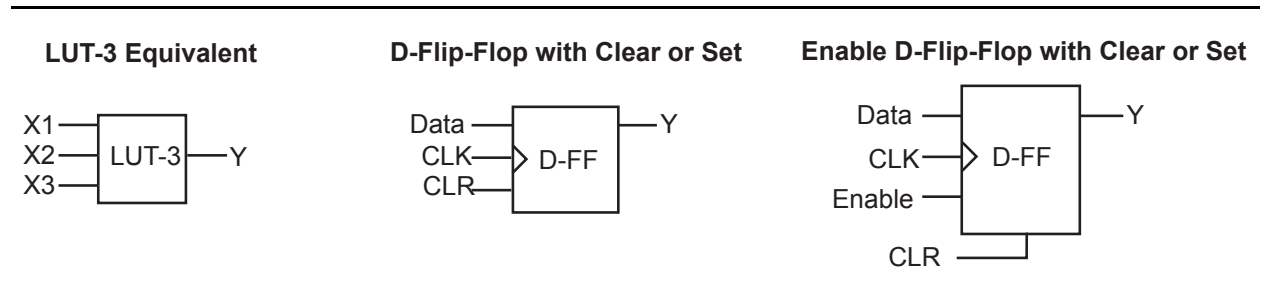 LUT-3 Equivalent
D-Flip-Flop with Clear or Set
Enable D-Flip-Flop with Clear or Set
X1
X2
X3
LUT-3
Y
Data
CLK
CLR
D-FF
Y
Data
CLK
Enable
CLR
D-FF
Y